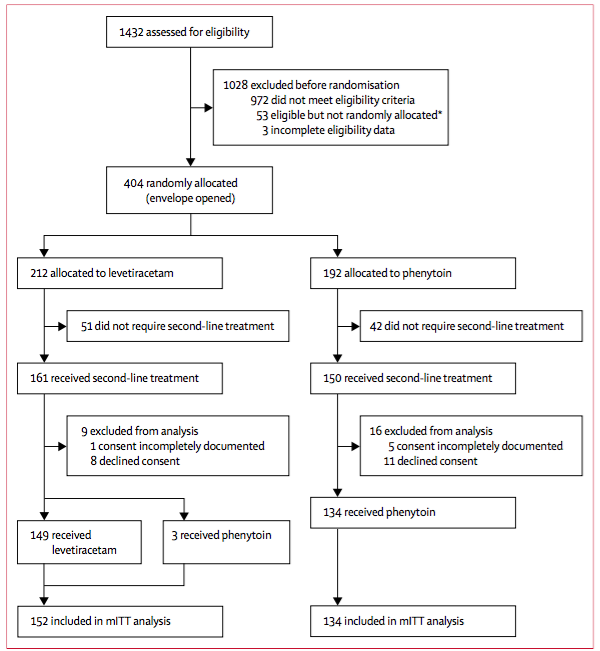 1432 assessed for eligibility
1028 excluded before randomisation
972 did not meet eligibility criteria
53 eligible but not randomly allocated*
3 incomplete eligibility data
404 randomly allocated
(envelope opened)
212 allocated to levetiracetam
192 allocated to phenytoin
51 did not require second-line treatment
42 did not require second-line treatment
161 received second-line treatment
150 received second-line treatment
9 excluded from analysis
1 consent incompletely documented
8 declined consent
16 excluded from analysis
5 consent incompletely documented
11 declined consent
134 received phenytoin
149 received
levetiracetam
3 received phenytoin
152 included in mITT analysis
134 included in mITT analysis